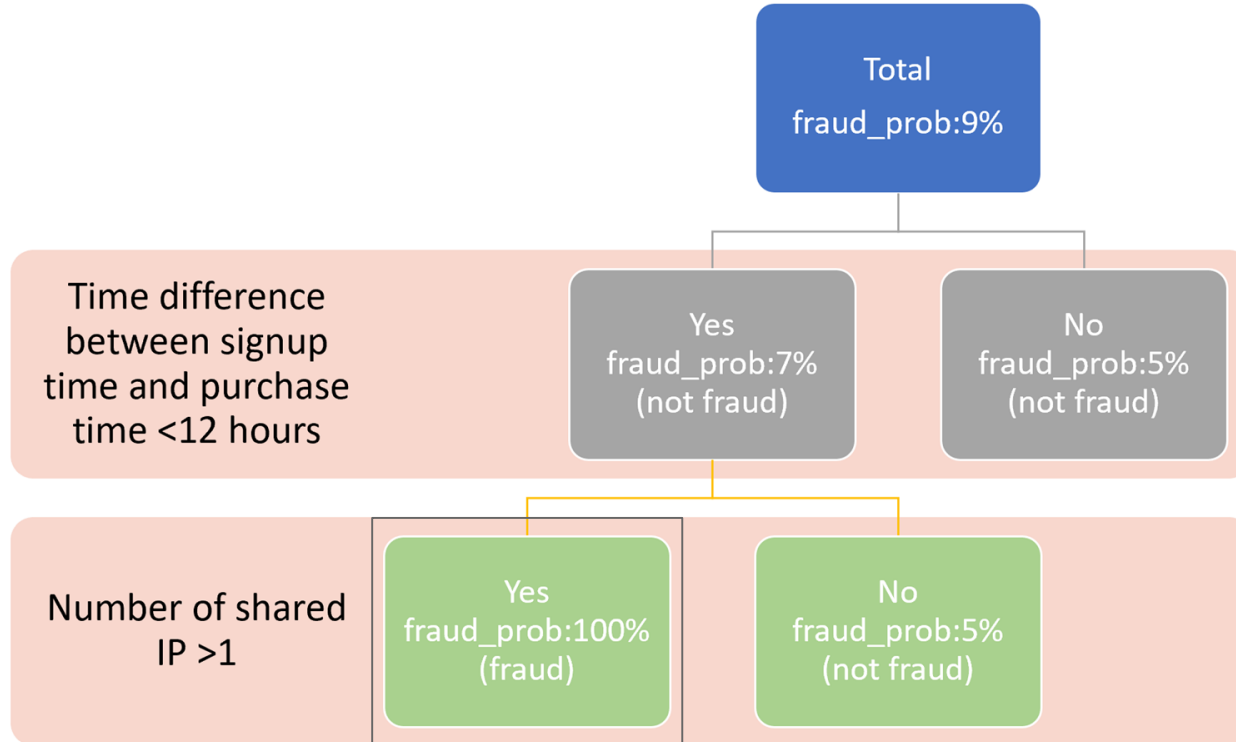 Total
fraud_prob:9%
Time difference
between signup
time and purchase
time <12 hours
Yes
fraud_prob:7%
(not fraud)
No
fraud_prob:5%
(not fraud)
Number of shared
IP >1
Yes
fraud_prob:100%
(fraud)
No
fraud_prob:5%
(not fraud)